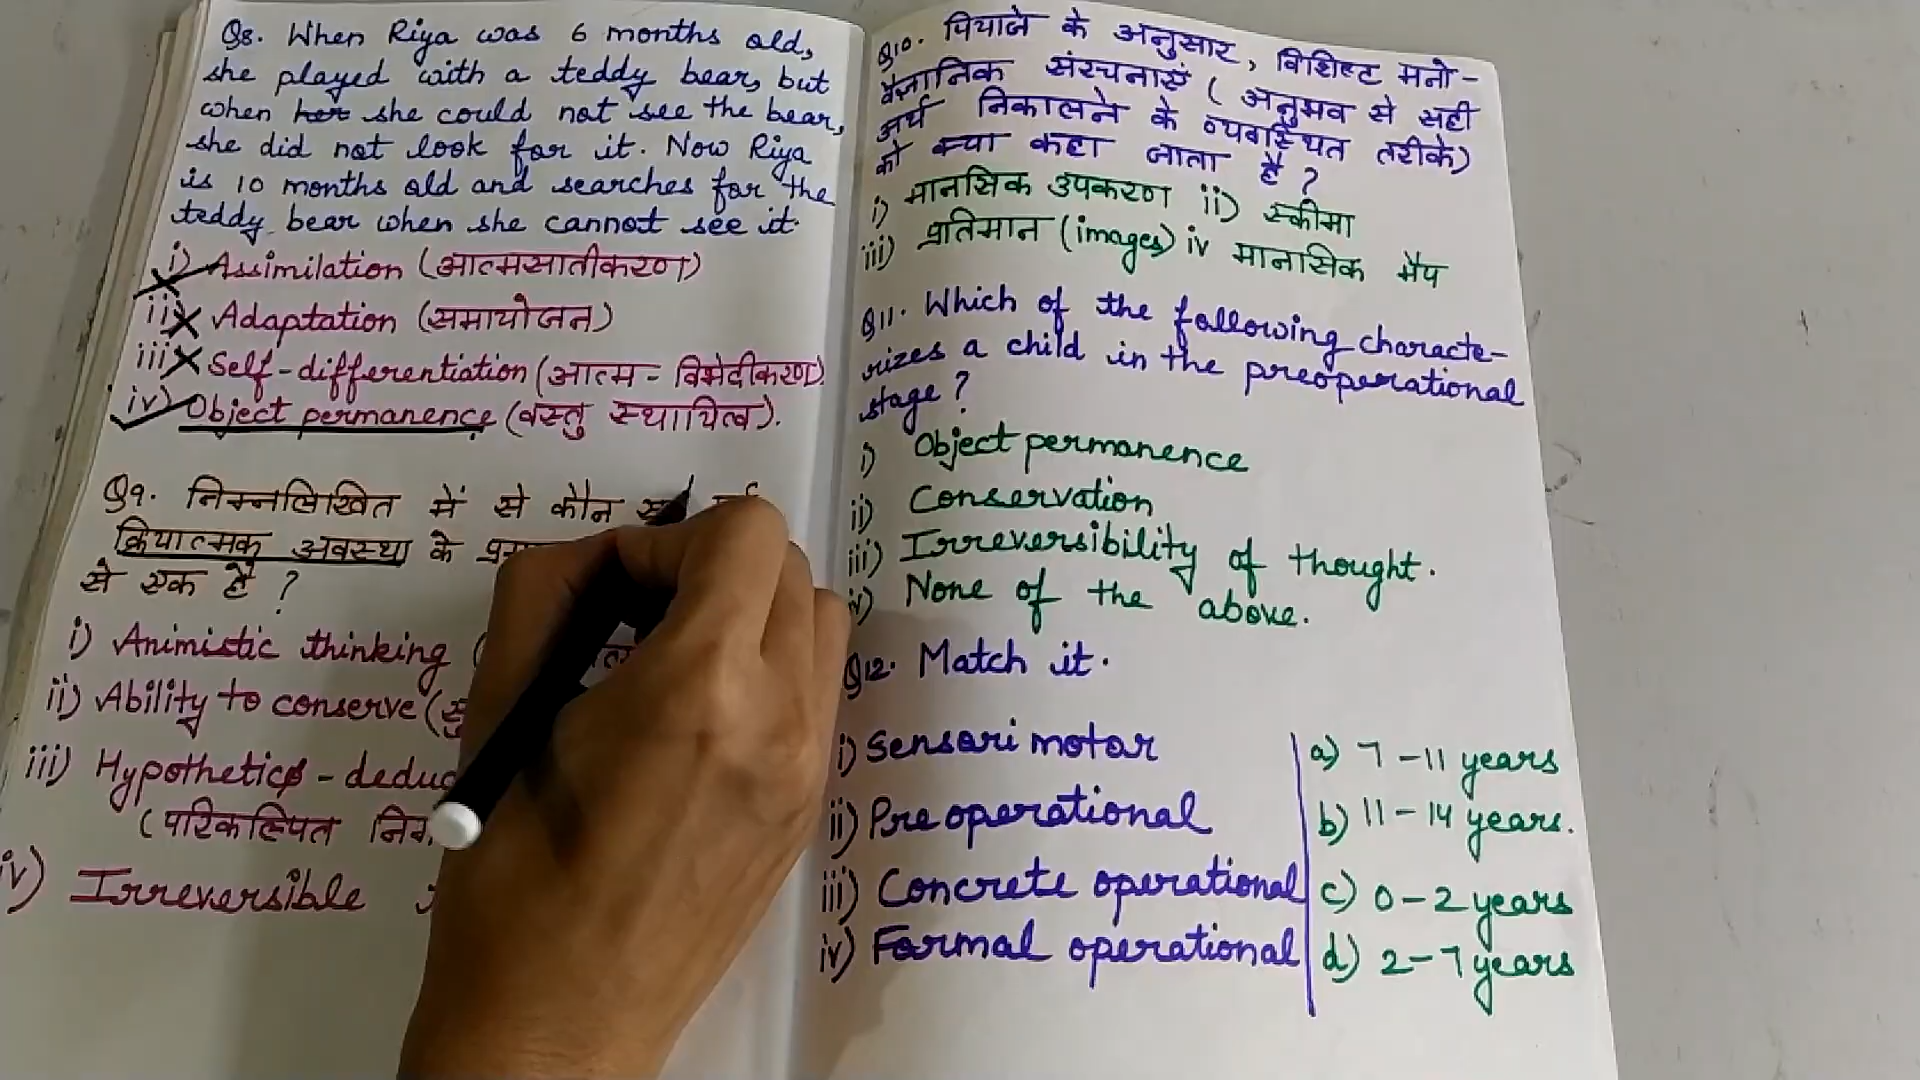 Q8. When Riya was 6 months old,
she played with a teddy bear, but
when her she could not see the bear,
she did not look for it. Now Riya
is 10 months old and searches for the
teddy bear when she cannot see it.
i) Assimilation (आत्मसातीकरण)
ii) Adaptation (समायोजन)
iii) Self-differentiation (आत्म-विभेदीकरण).
iv) Object permanence (वस्तु स्थायित्व).
Q9. निम्नलिखित में से कौन
क्रियात्मक अवस्था के
से एक है ?
i) Animistic thinking (
ii) Ability to conserve (
iii) Hypothetic - deduc
(परिकल्पित
iv) Irreversible
Q10. पियाजे के अनुसार, विशिष्ट मनो-
वैज्ञानिक संरचनाएं ( अनुभव से सही
अर्थ निकालने के व्यवस्थित तरीके)
को क्या कहा जाता है ?
i) मानसिक उपकरण ii) स्कीमा
iii) प्रतिमान (images) iv मानासिक मैप
Q11. Which of the following characte-
rizes a child in the preoperational
stage ?
i) Object permanence
ii) Conservation
iii) Irreversibility of thought.
iv) None of the above.
Q12. Match it.
i) Sensori motor a) 7-11 years
ii) Pre operational b) 11-14 years.
iii) Concrete operational c) 0-2 years
iv) Formal operational d) 2-7 years